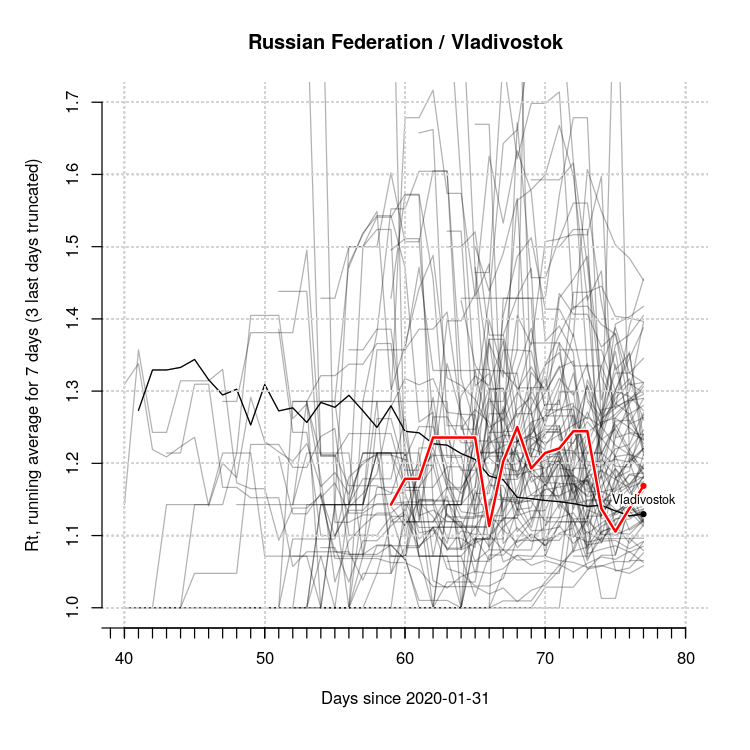 Russian Federation / Vladivostok
Rt, running average for 7 days (3 last days truncated)
1.7
1.6
1.5
1.4
1.3
1.2
1.1
1.0
Vladivostok
40 50 60 70 80
Days since 2020-01-31